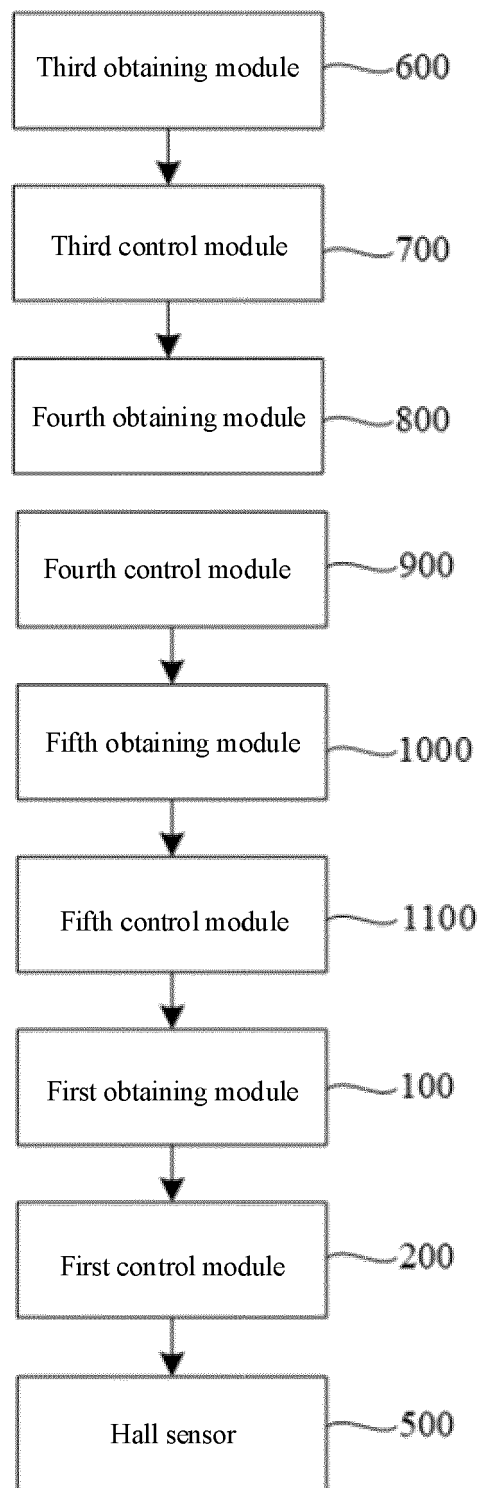 Third obtaining module 600
Third control module 700
Fourth obtaining module 800
Fourth control module 900
Fifth obtaining module 1000
Fifth control module 1100
First obtaining module 100
First control module 200
Hall sensor 500